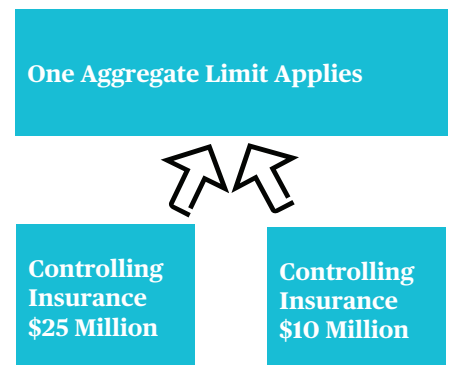 One Aggregate Limit Applies
Controlling
Insurance
$25 Million
Controlling
Insurance
$10 Million